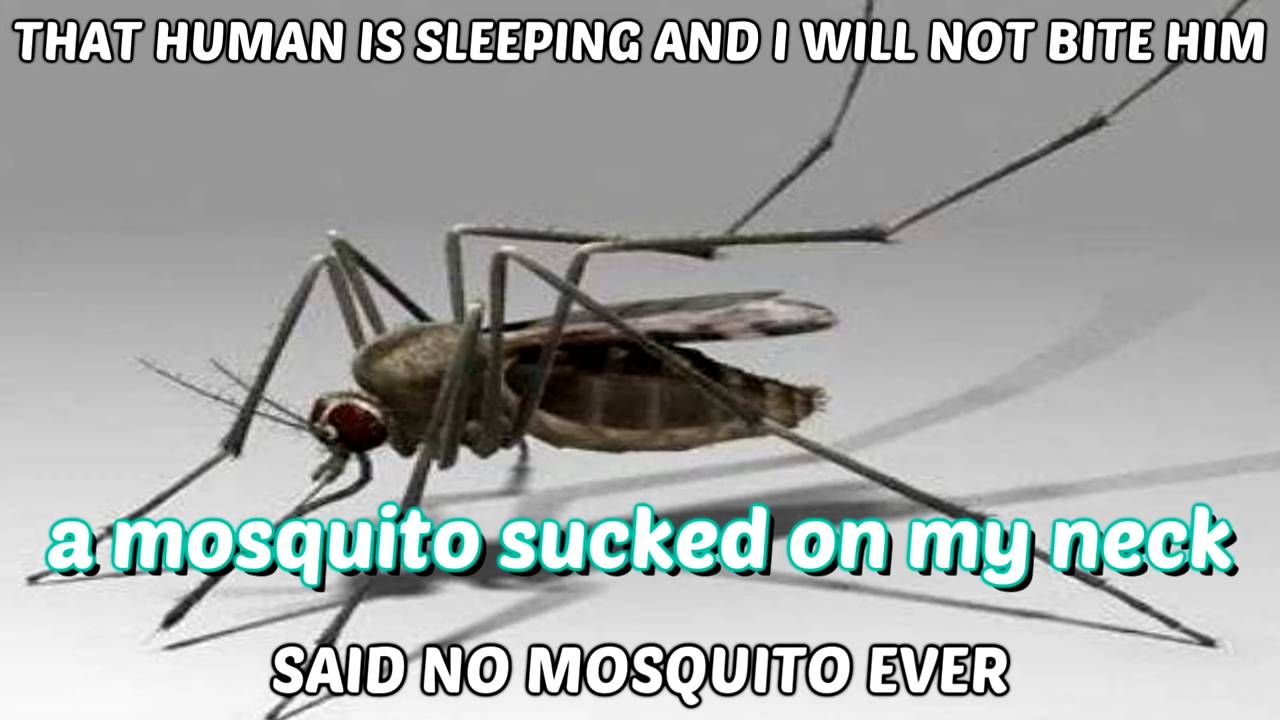 THAT HUMAN IS SLEEPING AND I WILL NOT BITE HIM
a mosquito sucked on my neck
SAID NO MOSQUITO EVER